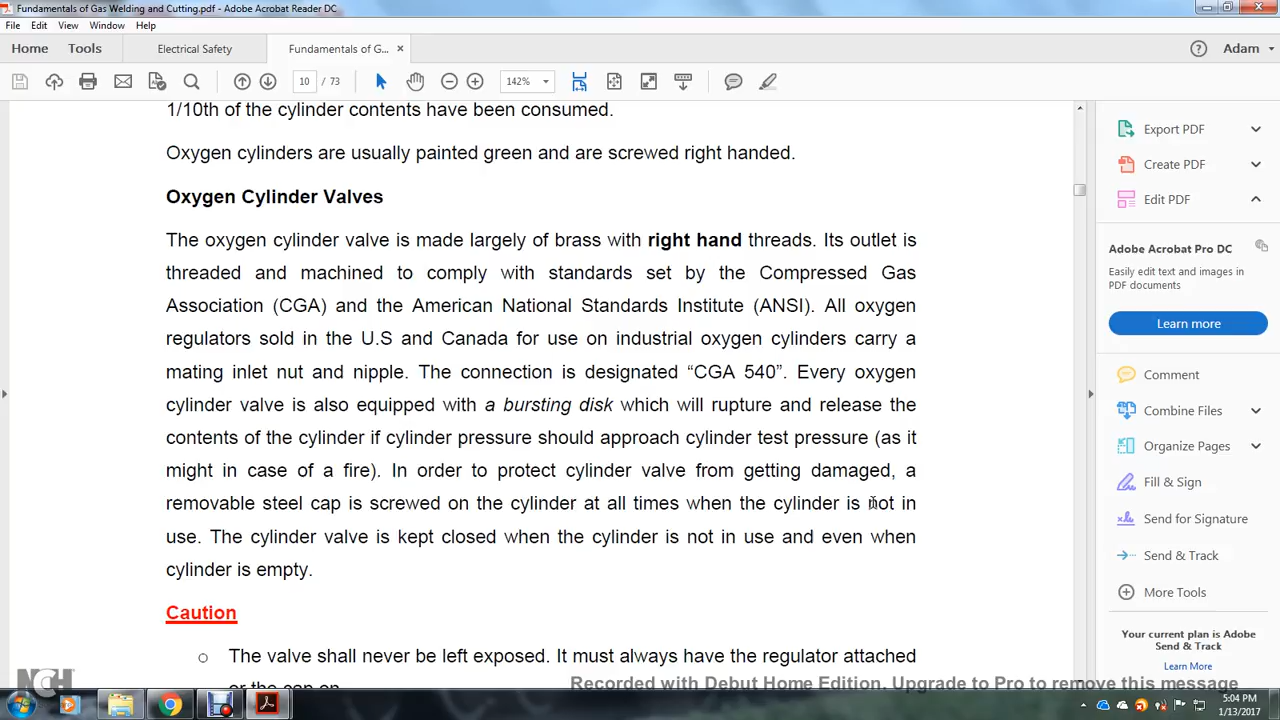 Fundamentals of Gas Welding and Cutting.pdf - Adobe Acrobat Reader DC
File Edit View Window Help
Home Tools Electrical Safety Fundamentals of G... × Adam
10 / 73 142%
1/10th of the cylinder contents have been consumed.
Oxygen cylinders are usually painted green and are screwed right handed.
Oxygen Cylinder Valves
The oxygen cylinder valve is made largely of brass with right hand threads. Its outlet is
threaded and machined to comply with standards set by the Compressed Gas
Association (CGA) and the American National Standards Institute (ANSI). All oxygen
regulators sold in the U.S and Canada for use on industrial oxygen cylinders carry a
mating inlet nut and nipple. The connection is designated “CGA 540”. Every oxygen
cylinder valve is also equipped with a bursting disk which will rupture and release the
contents of the cylinder if cylinder pressure should approach cylinder test pressure (as it
might in case of a fire). In order to protect cylinder valve from getting damaged, a
removable steel cap is screwed on the cylinder at all times when the cylinder is not in
use. The cylinder valve is kept closed when the cylinder is not in use and even when
cylinder is empty.
Caution
o The valve shall never be left exposed. It must always have the regulator attached
or the cap on
Export PDF
Create PDF
Edit PDF
Adobe Acrobat Pro DC
Easily edit text and images in
PDF documents
Learn more
Comment
Combine Files
Organize Pages
Fill & Sign
Send for Signature
Send & Track
More Tools
Your current plan is Adobe
Send & Track
Learn More
NCH
Recorded with Debut Home Edition. Upgrade to Pro to remove this message
5:04 PM
1/13/2017